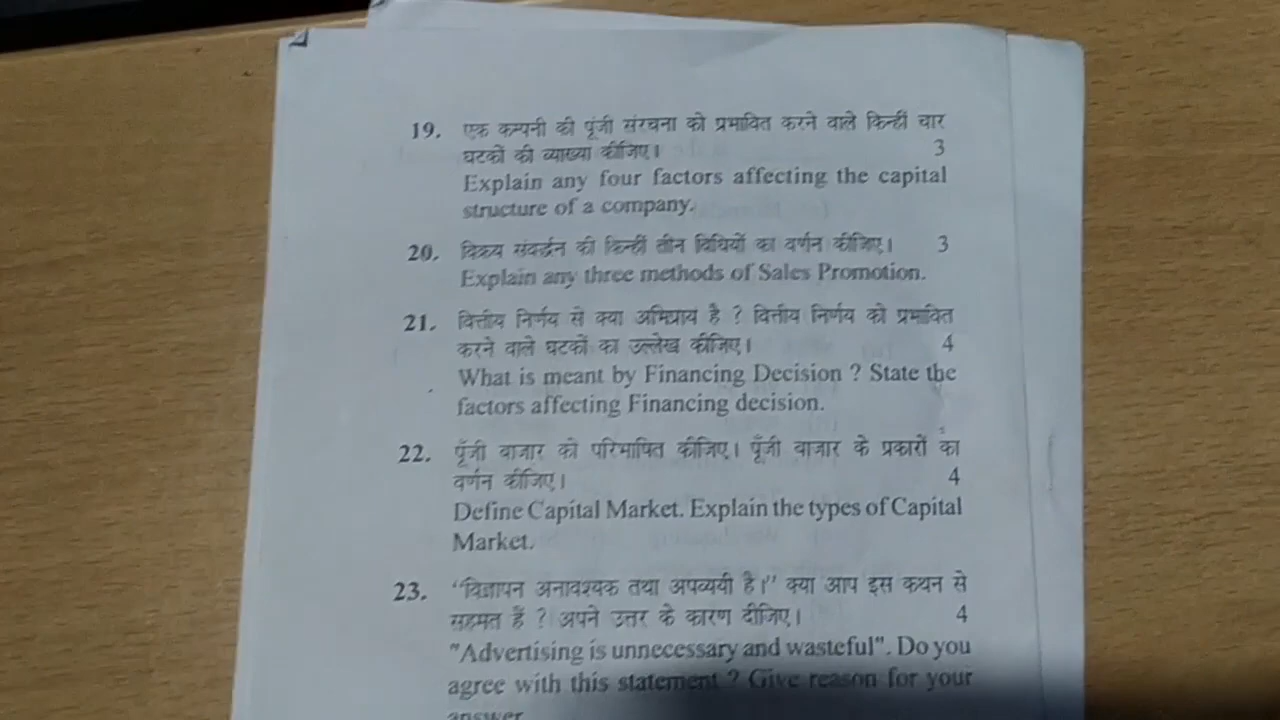 19. एक कम्पनी की पूंजी संरचना को प्रभावित करने वाले किन्हीं चार
घटकों की व्याख्या कीजिए। 3
Explain any four factors affecting the capital
structure of a company.
20. विक्रय संवर्द्धन की किन्हीं तीन विधियों का वर्णन कीजिए। 3
Explain any three methods of Sales Promotion.
21. वित्तीय निर्णय से क्या अभिप्राय है ? वित्तीय निर्णय को प्रभावित
करने वाले घटकों का उल्लेख कीजिए। 4
What is meant by Financing Decision ? State the
factors affecting Financing decision.
22. पूँजी बाजार को परिभाषित कीजिए। पूँजी बाजार के प्रकारों का
वर्णन कीजिए। 4
Define Capital Market. Explain the types of Capital
Market.
23. “विज्ञापन अनावश्यक तथा अपव्ययी है।” क्या आप इस कथन से
सहमत हैं ? अपने उत्तर के कारण दीजिए। 4
"Advertising is unnecessary and wasteful". Do you
agree with this statement ? Give reason for your
answer